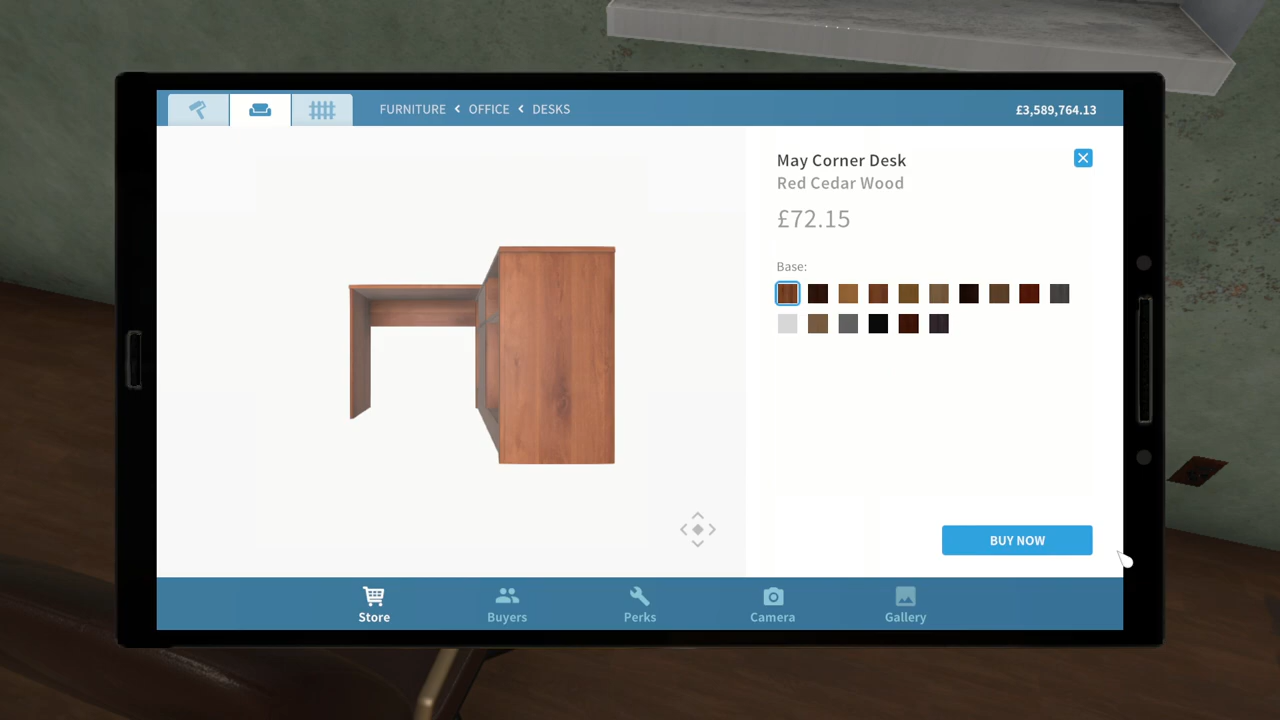 FURNITURE < OFFICE < DESKS
£3,589,764.13
May Corner Desk
Red Cedar Wood
£72.15
Base:
BUY NOW
Store
Buyers
Perks
Camera
Gallery